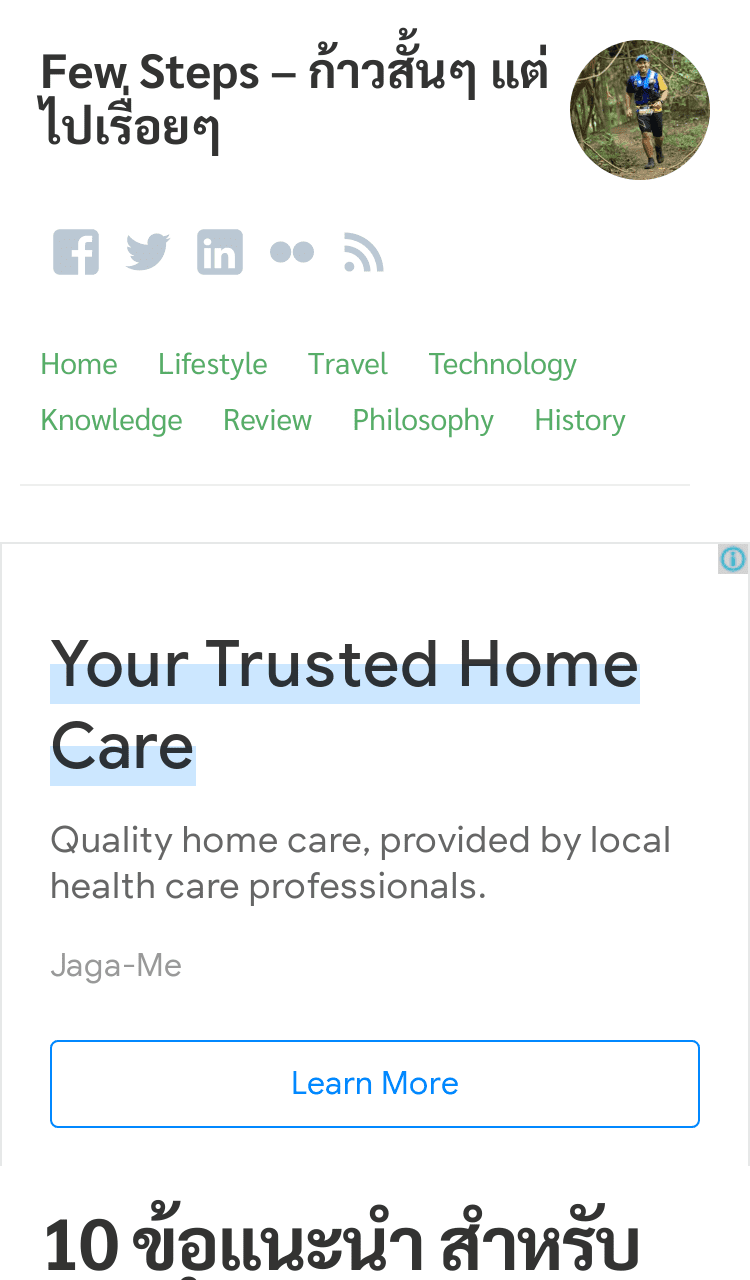 Few Steps – ก้าวสั้นๆ แต่
ไปเรื่อยๆ
Home Lifestyle Travel Technology
Knowledge Review Philosophy History
Your Trusted Home
Care
Quality home care, provided by local
health care professionals.
Jaga-Me
Learn More
10 ข้อแนะนำ สำหรับ